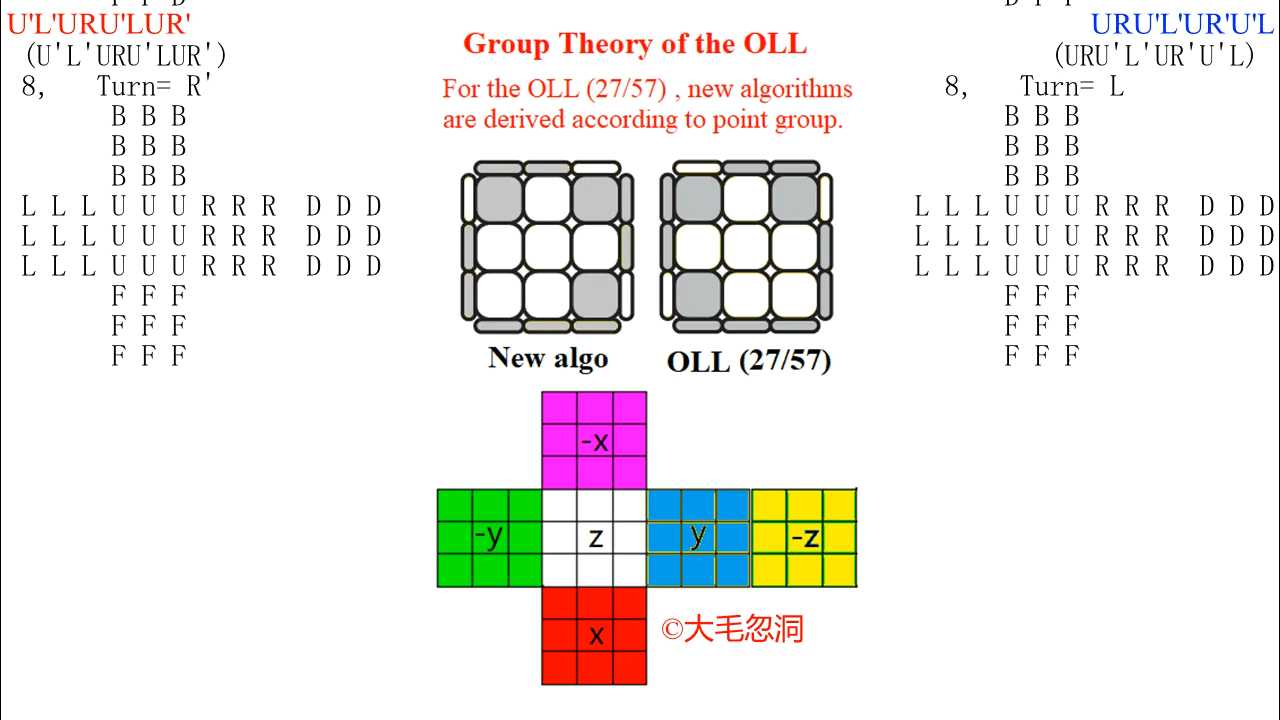 U'L'URU'LUR'
(U'L'URU'LUR')
8, Turn= R'
B B B
B B B
B B B
L L L U U U R R R D D D
L L L U U U R R R D D D
L L L U U U R R R D D D
F F F
F F F
F F F
Group Theory of the OLL
For the OLL (27/57) , new algorithms
are derived according to point group.
New algo
OLL (27/57)
-x
-y
z
y
-z
x
©大毛忽洞
URU'L'UR'U'L
(URU'L'UR'U'L)
8, Turn= L
B B B
B B B
B B B
L L L U U U R R R D D D
L L L U U U R R R D D D
L L L U U U R R R D D D
F F F
F F F
F F F